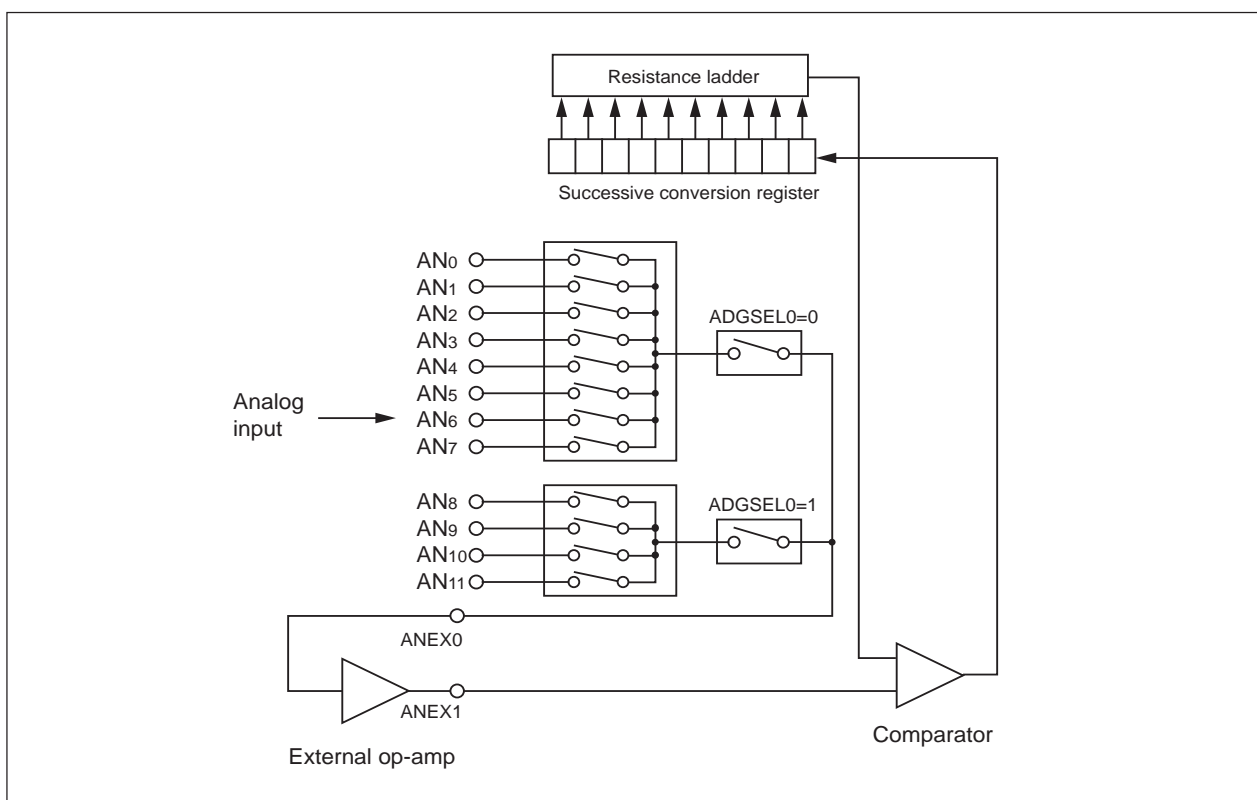 Resistance ladder
Successive conversion register
AN0
AN1
AN2
AN3
AN4
AN5
AN6
AN7
ADGSEL0=0
Analog
input
AN8
AN9
AN10
AN11
ADGSEL0=1
ANEX0
ANEX1
External op-amp
Comparator